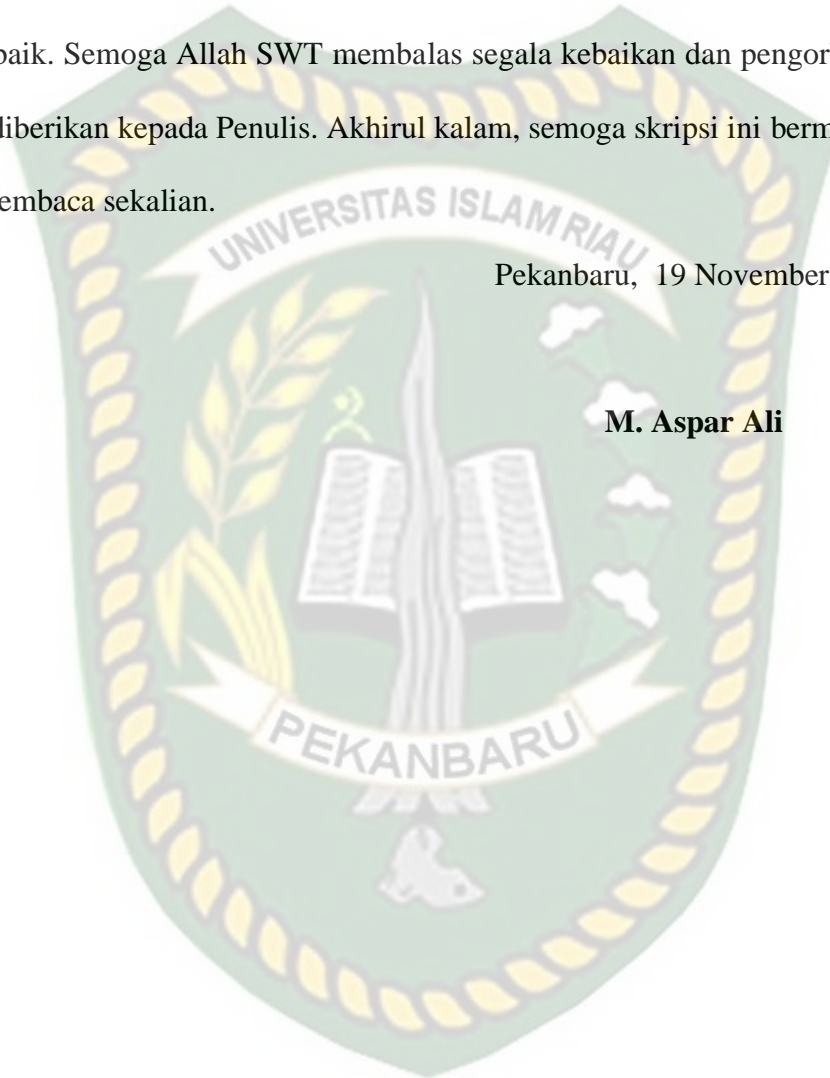 baik. Semoga Allah SWT membalas segala kebaikan dan pengor
diberikan kepada Penulis. Akhirul kalam, semoga skripsi ini berm
embaca sekalian.
UNIVERSITAS ISLAM RIAU
Pekanbaru, 19 November
M. Aspar Ali
PEKANBARU